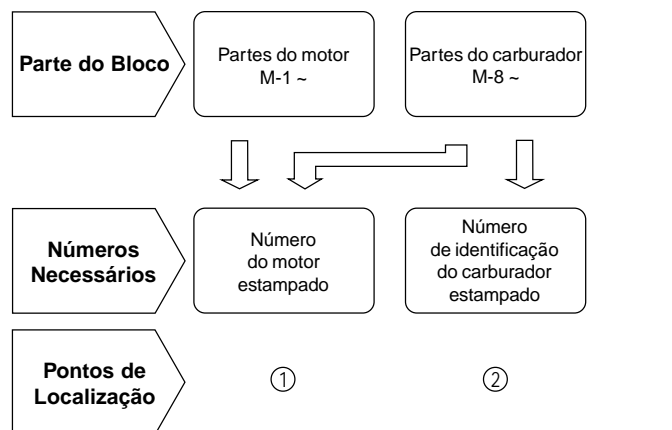 Parte do Bloco
Partes do motor
M-1 ~
Partes do carburador
M-8 ~
Números
Necessários
Número
do motor
estampado
Número
de identificação
do carburador
estampado
Pontos de
Localização
①
②